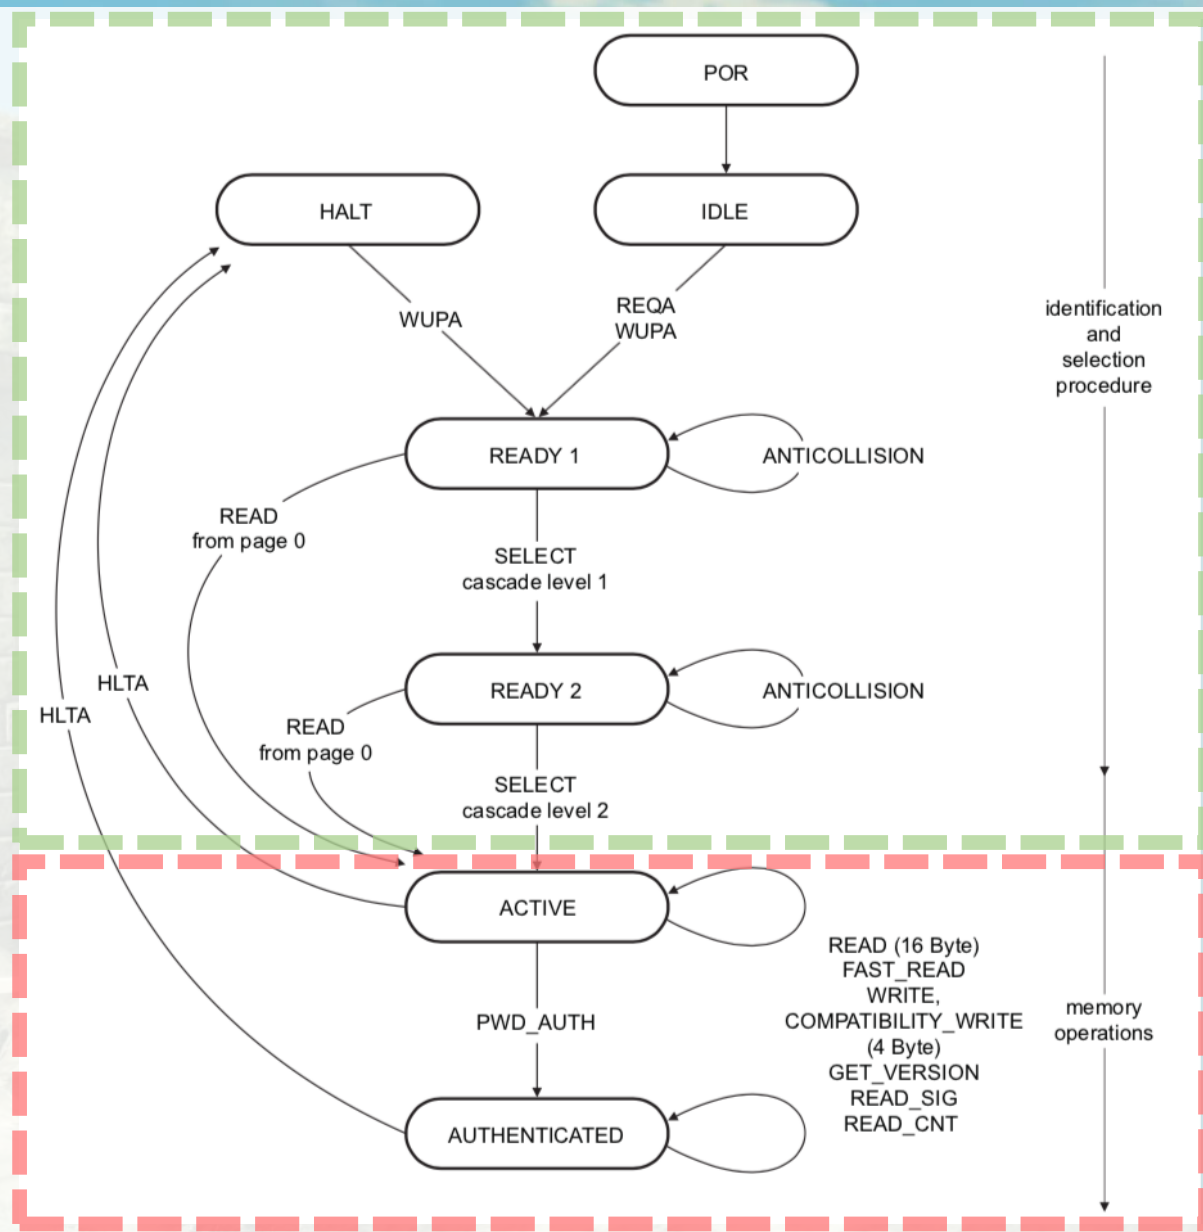 POR
HALT
IDLE
WUPA
REQA
WUPA
identification
and
selection
procedure
READY 1
ANTICOLLISION
READ
from page 0
SELECT
cascade level 1
READY 2
ANTICOLLISION
HLTA
HLTA
READ
from page 0
SELECT
cascade level 2
ACTIVE
READ (16 Byte)
FAST_READ
WRITE,
COMPATIBILITY_WRITE
(4 Byte)
GET_VERSION
READ_SIG
READ_CNT
memory
operations
PWD_AUTH
AUTHENTICATED